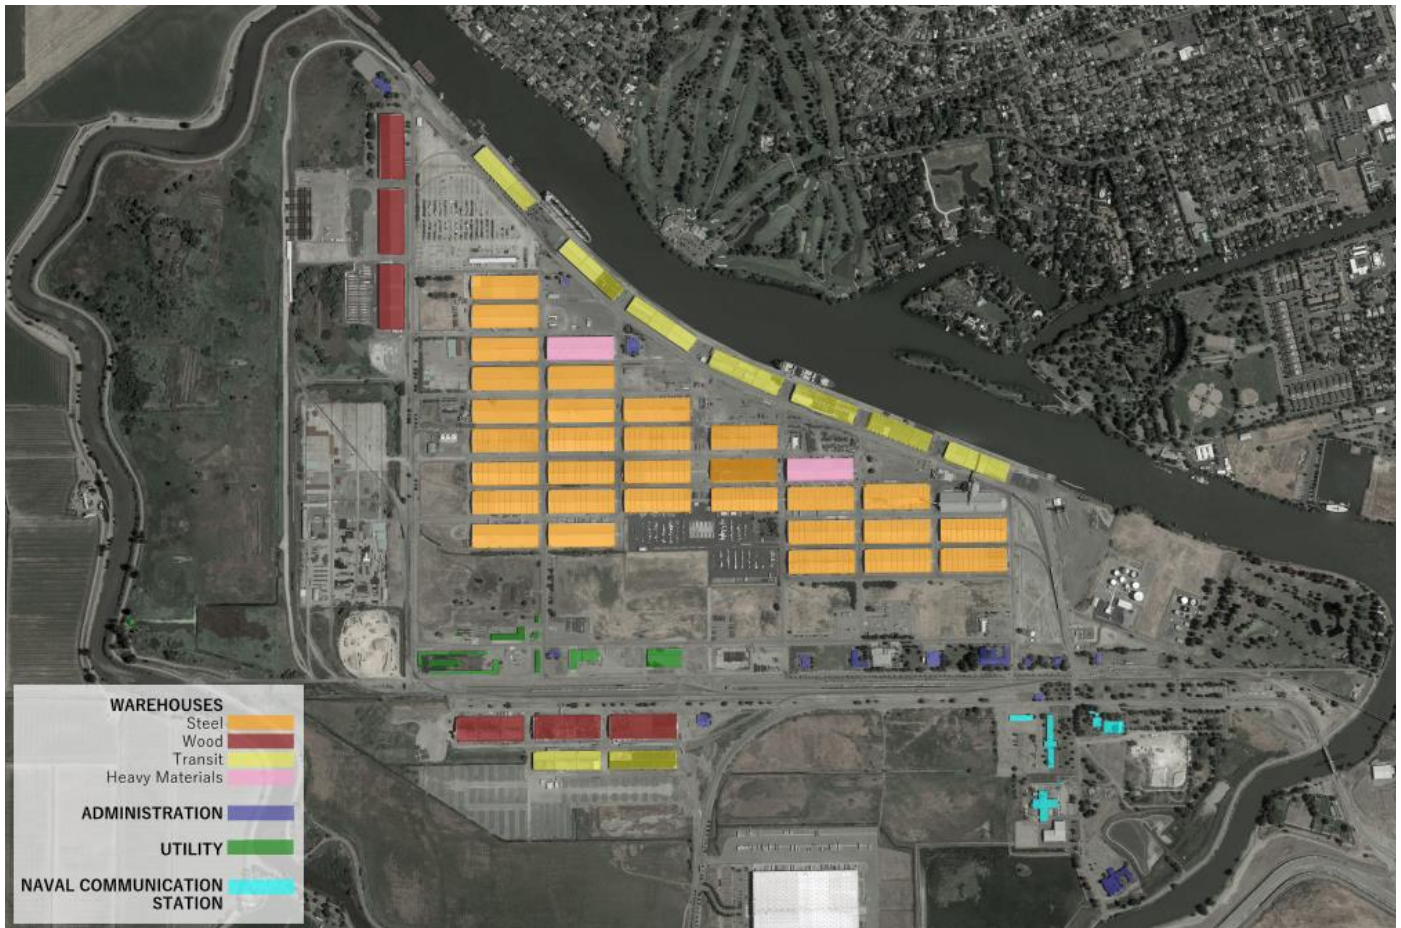 WAREHOUSES
Steel
Wood
Transit
Heavy Materials
ADMINISTRATION
UTILITY
NAVAL COMMUNICATION
STATION